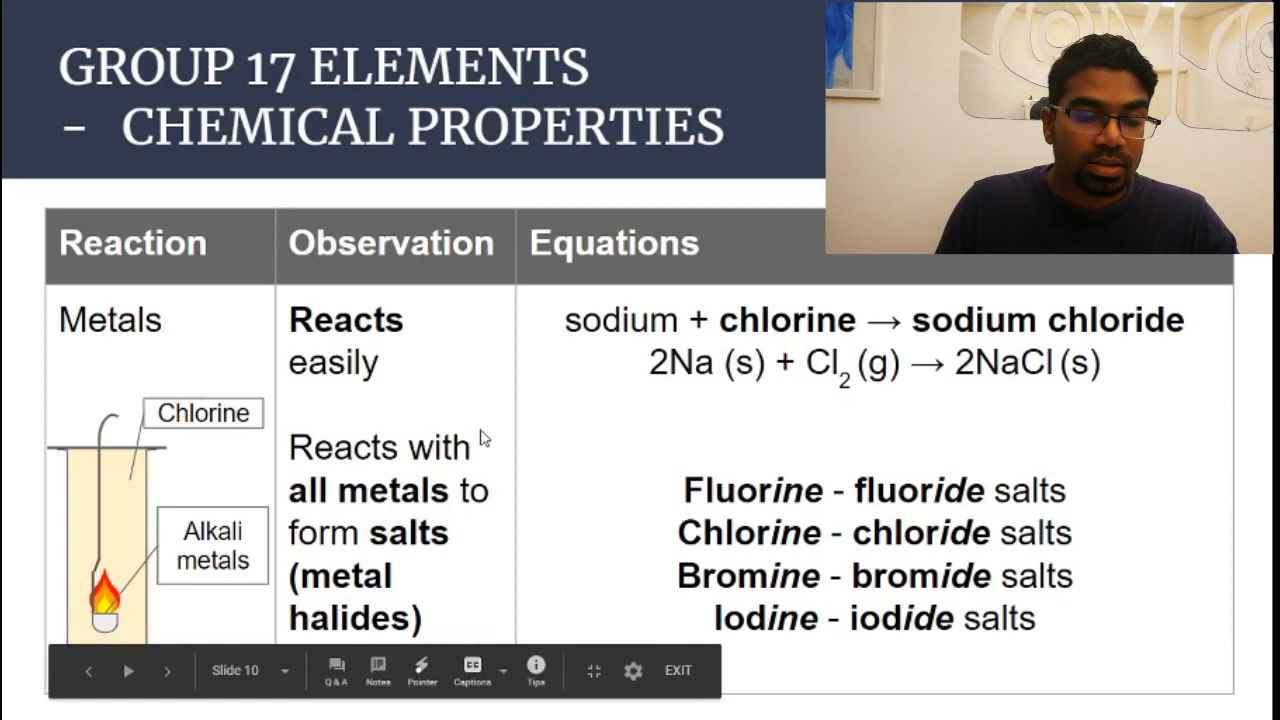 GROUP 17 ELEMENTS
- CHEMICAL PROPERTIES
Reaction
Observation
Equations
Metals
Chlorine
Alkali
metals
Reacts
easily
Reacts with
all metals to
form salts
(metal
halides)
sodium + chlorine → sodium chloride
2Na (s) + Cl₂ (g) → 2NaCl (s)
Fluorine - fluoride salts
Chlorine - chloride salts
Bromine - bromide salts
Iodine - iodide salts
Slide 10
Q & A
Notes
Pointer
CC
Captions
Tips
EXIT